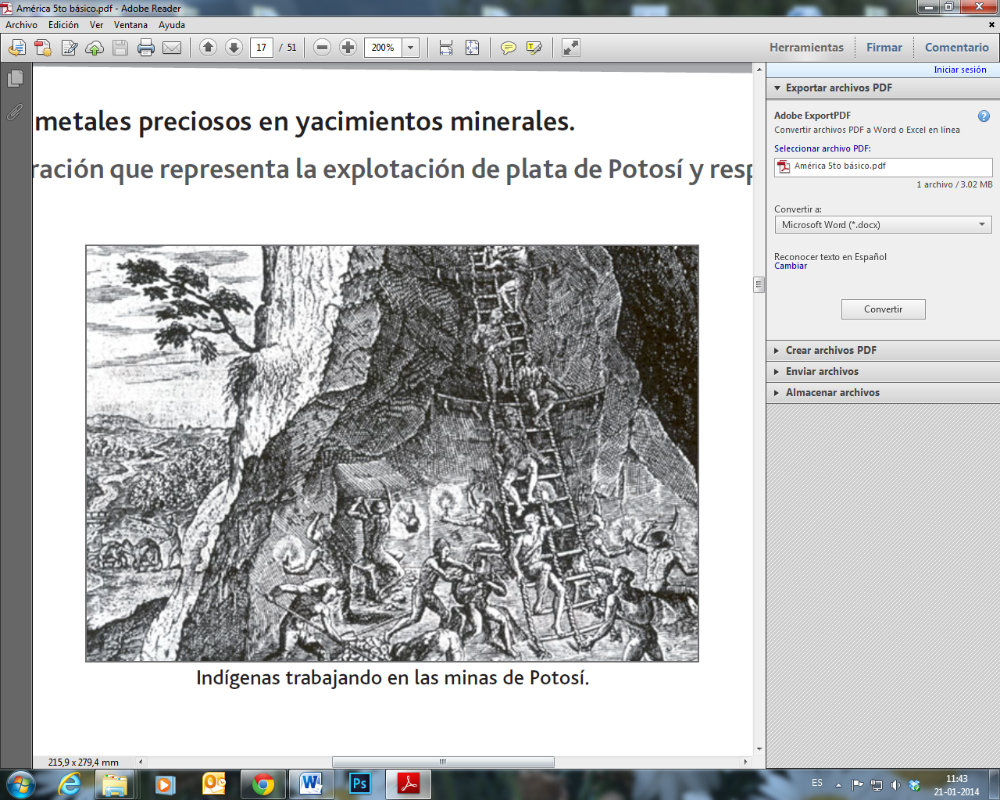 América 5to básico.pdf - Adobe Reader
Archivo Edición Ver Ventana Ayuda
17 / 51
200%
Herramientas Firmar Comentario
Iniciar sesión
Exportar archivos PDF
Adobe ExportPDF
Convertir archivos PDF a Word o Excel en línea
Seleccionar archivo PDF:
América 5to básico.pdf
1 archivo / 3.02 MB
Convertir a:
Microsoft Word (*.docx)
Reconocer texto en Español
Cambiar
Convertir
Crear archivos PDF
Enviar archivos
Almacenar archivos
metales preciosos en yacimientos minerales.
ración que representa la explotación de plata de Potosí y resp
Indígenas trabajando en las minas de Potosí.
215,9 x 279,4 mm
ES
11:43
21-01-2014